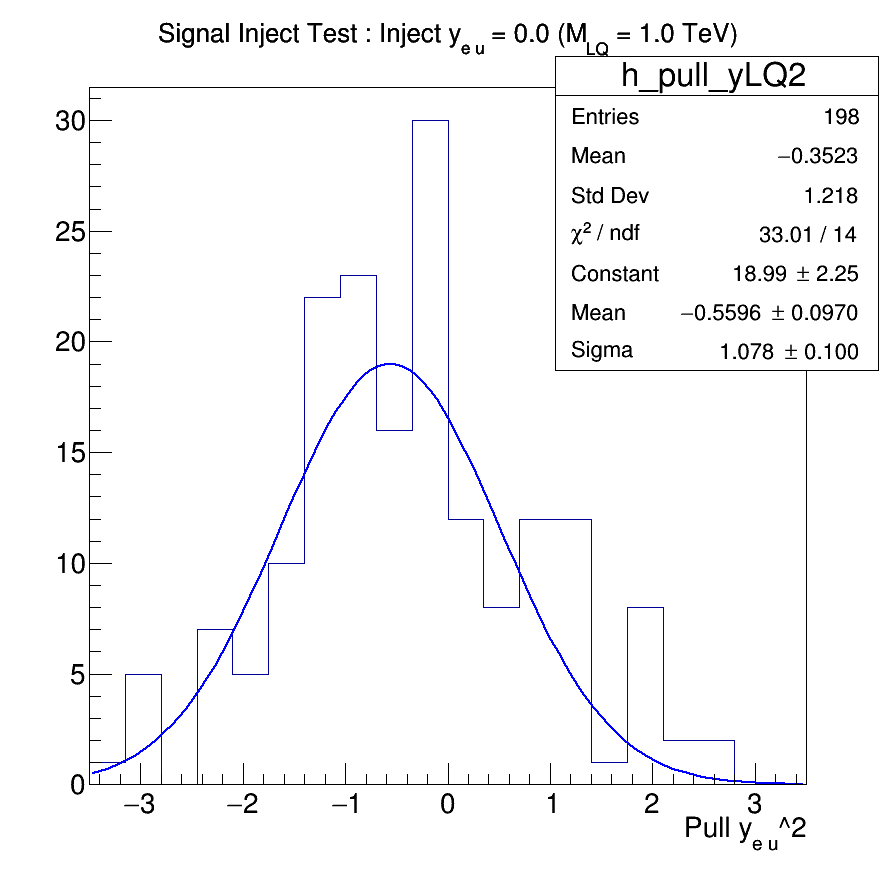 Signal Inject Test : Inject y_{e u} = 0.0 (M_{LQ} = 1.0 TeV)
h_pull_yLQ2
Entries 198
Mean −0.3523
Std Dev 1.218
χ² / ndf 33.01 / 14
Constant 18.99 ± 2.25
Mean −0.5596 ± 0.0970
Sigma 1.078 ± 0.100
30
25
20
15
10
5
0
−3 −2 −1 0 1 2 3
Pull y_{e u}^2